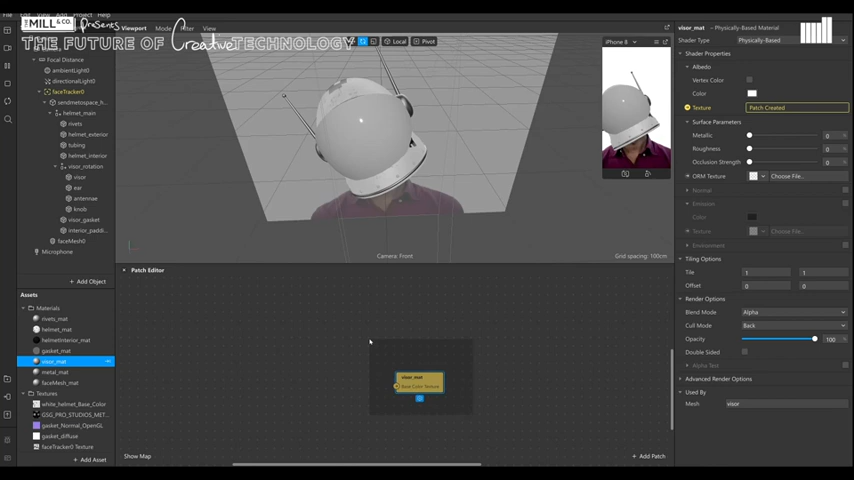 THE MILL & CO. Presents
THE FUTURE OF Creative TECHNOLOGY
Viewport
Mode
Filter
View
Local
Pivot
iPhone 8
Focal Distance
ambientLight0
directionalLight0
faceTracker0
sendmetospace_h...
helmet_main
rivets
helmet_exterior
tubing
helmet_interior
visor_rotation
visor
ear
antennae
knob
visor_gasket
interior_paddi...
faceMesh0
Microphone
Add Object
Assets
Materials
rivets_mat
helmet_mat
helmetInterior_mat
gasket_mat
visor_mat
metal_mat
faceMesh_mat
Textures
white_helmet_Base_Color
GSG_PRO_STUDIOS_MET...
gasket_Normal_OpenGL
gasket_diffuse
faceTracker0 Texture
Add Asset
Camera: Front
Grid spacing: 100cm
Patch Editor
visor_mat
Base Color Texture
Show Map
Add Patch
visor_mat – Physically-Based Material
Shader Type
Physically-Based
Shader Properties
Albedo
Vertex Color
Color
Texture
Patch Created
Surface Parameters
Metallic
0
Roughness
0
Occlusion Strength
0
ORM Texture
Choose File...
Normal
Emission
Color
Texture
Choose File...
Environment
Tiling Options
Tile
1
1
Offset
0
0
Render Options
Blend Mode
Alpha
Cull Mode
Back
Opacity
100
Double Sided
Alpha Test
Advanced Render Options
Used By
Mesh
visor